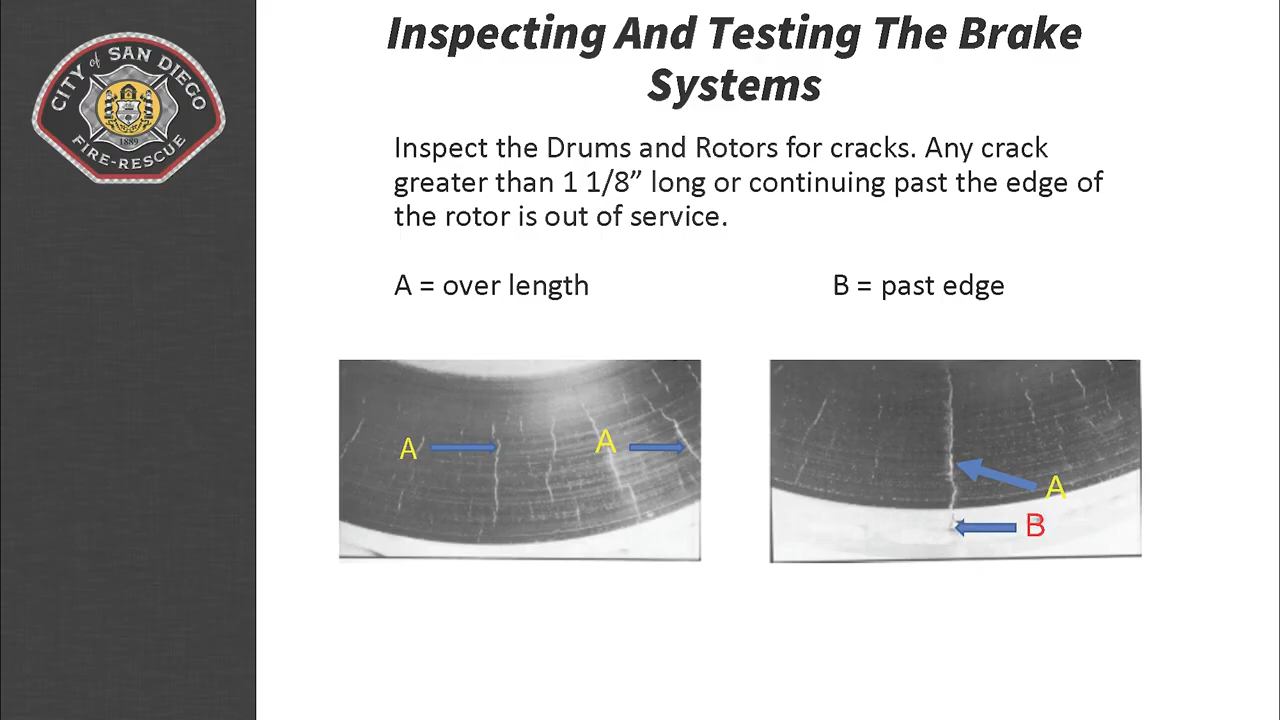 CITY of SAN DIEGO
1889
FIRE-RESCUE
Inspecting And Testing The Brake
Systems
Inspect the Drums and Rotors for cracks. Any crack
greater than 1 1/8” long or continuing past the edge of
the rotor is out of service.
A = over length
B = past edge
A
A
A
B